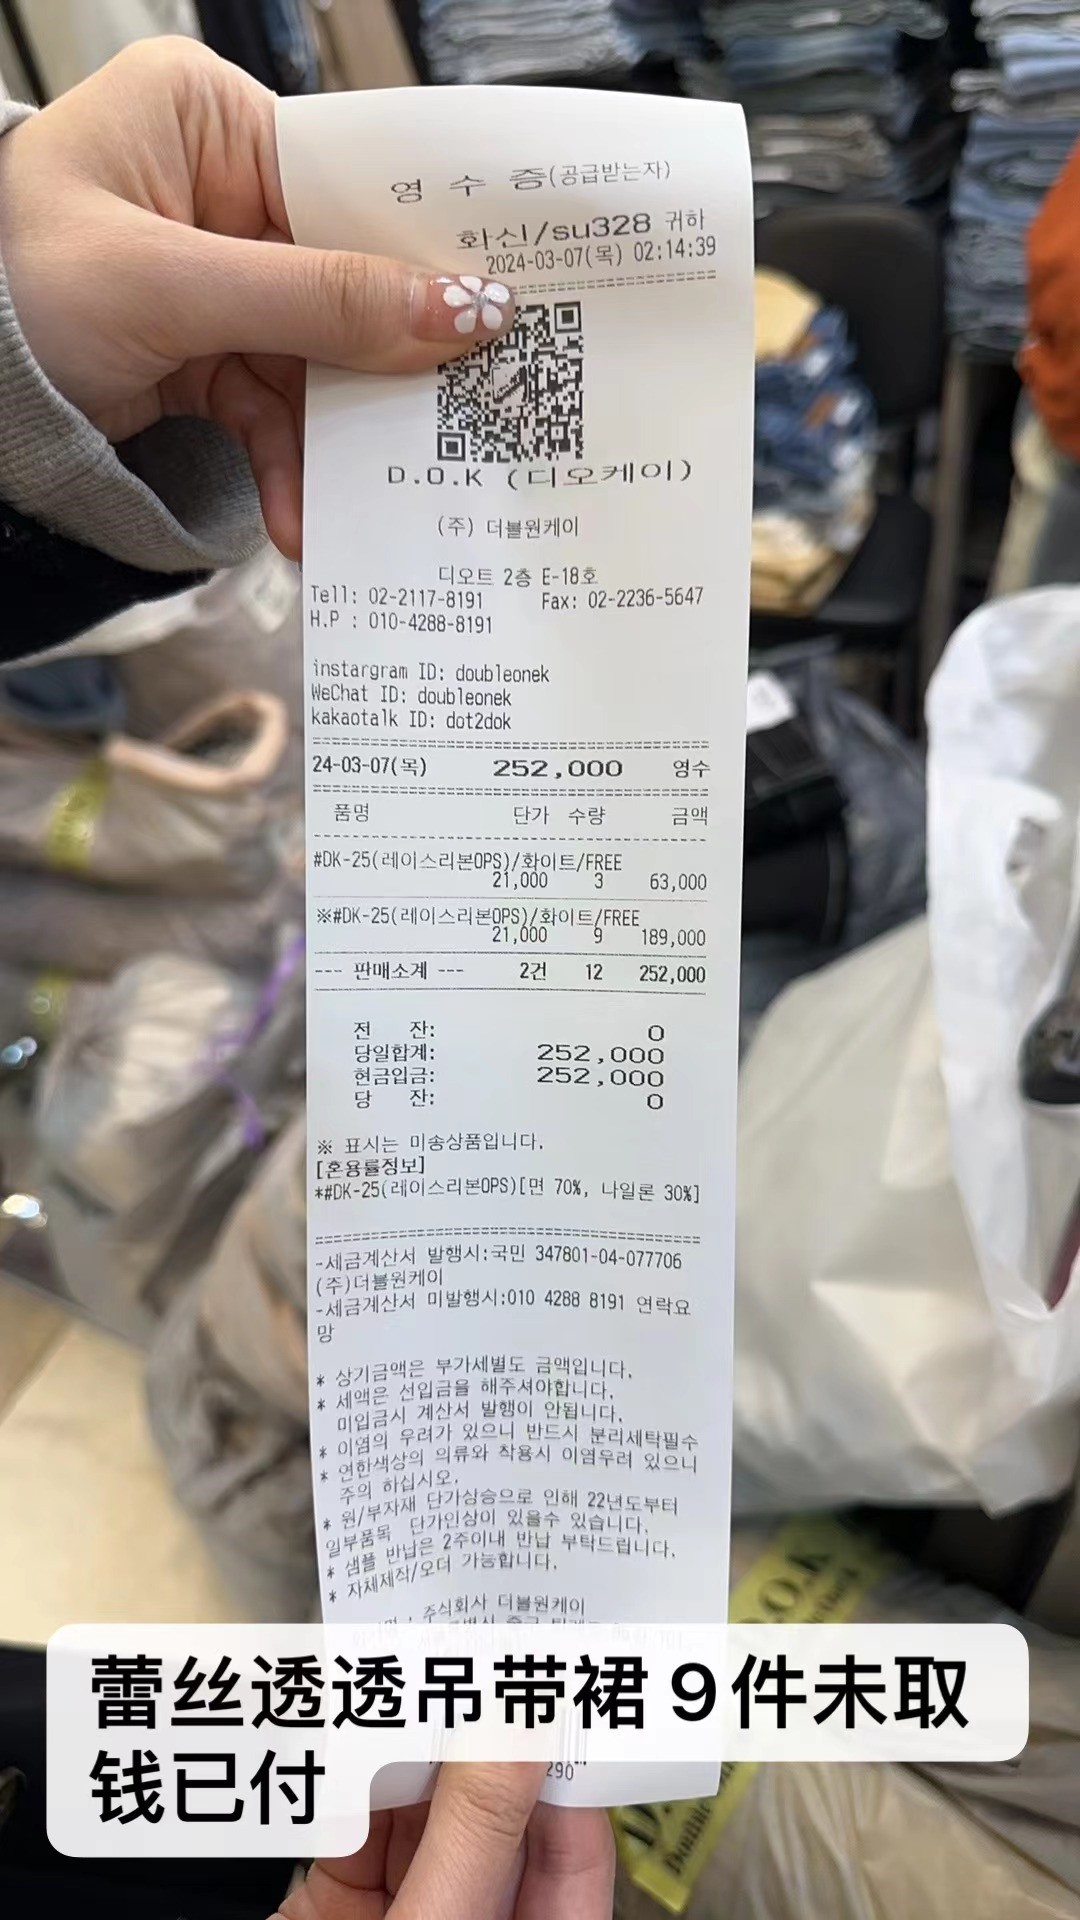 영 수 증(공급받는자)
화신/su328 귀하
2024-03-07(목) 02:14:39
D.O.K (디오케이)
(주) 더블원케이
디오트 2층 E-18호
Tell: 02-2117-8191 Fax: 02-2236-5647
H.P : 010-4288-8191
instargram ID: doubleonek
WeChat ID: doubleonek
kakaotalk ID: dot2dok
24-03-07(목) 252,000 영수
품명 단가 수량 금액
#DK-25(레이스리본OPS)/화이트/FREE
21,000 3 63,000
※#DK-25(레이스리본OPS)/화이트/FREE
21,000 9 189,000
--- 판매소계 --- 2건 12 252,000
전 잔: 0
당일합계: 252,000
현금입금: 252,000
당 잔: 0
※ 표시는 미송상품입니다.
[혼용률정보]
*#DK-25(레이스리본OPS)[면 70%, 나일론 30%]
-세금계산서 발행시:국민 347801-04-077706
(주)더블원케이
-세금계산서 미발행시:010 4288 8191 연락요
망
* 상기금액은 부가세별도 금액입니다.
* 세액은 선입금을 해주셔야합니다.
미입금시 계산서 발행이 안됩니다.
* 이염의 우려가 있으니 반드시 분리세탁필수
* 연한색상의 의류와 착용시 이염우려 있으니
주의 하십시오.
* 원/부자재 단가상승으로 인해 22년도부터
일부품목 단가인상이 있을수 있습니다.
* 샘플 반납은 2주이내 반납 부탁드립니다.
* 자체제작/오더 가능합니다.
주식회사 더블원케이
290
D.O.K
蕾丝透透吊带裙9件未取
钱已付